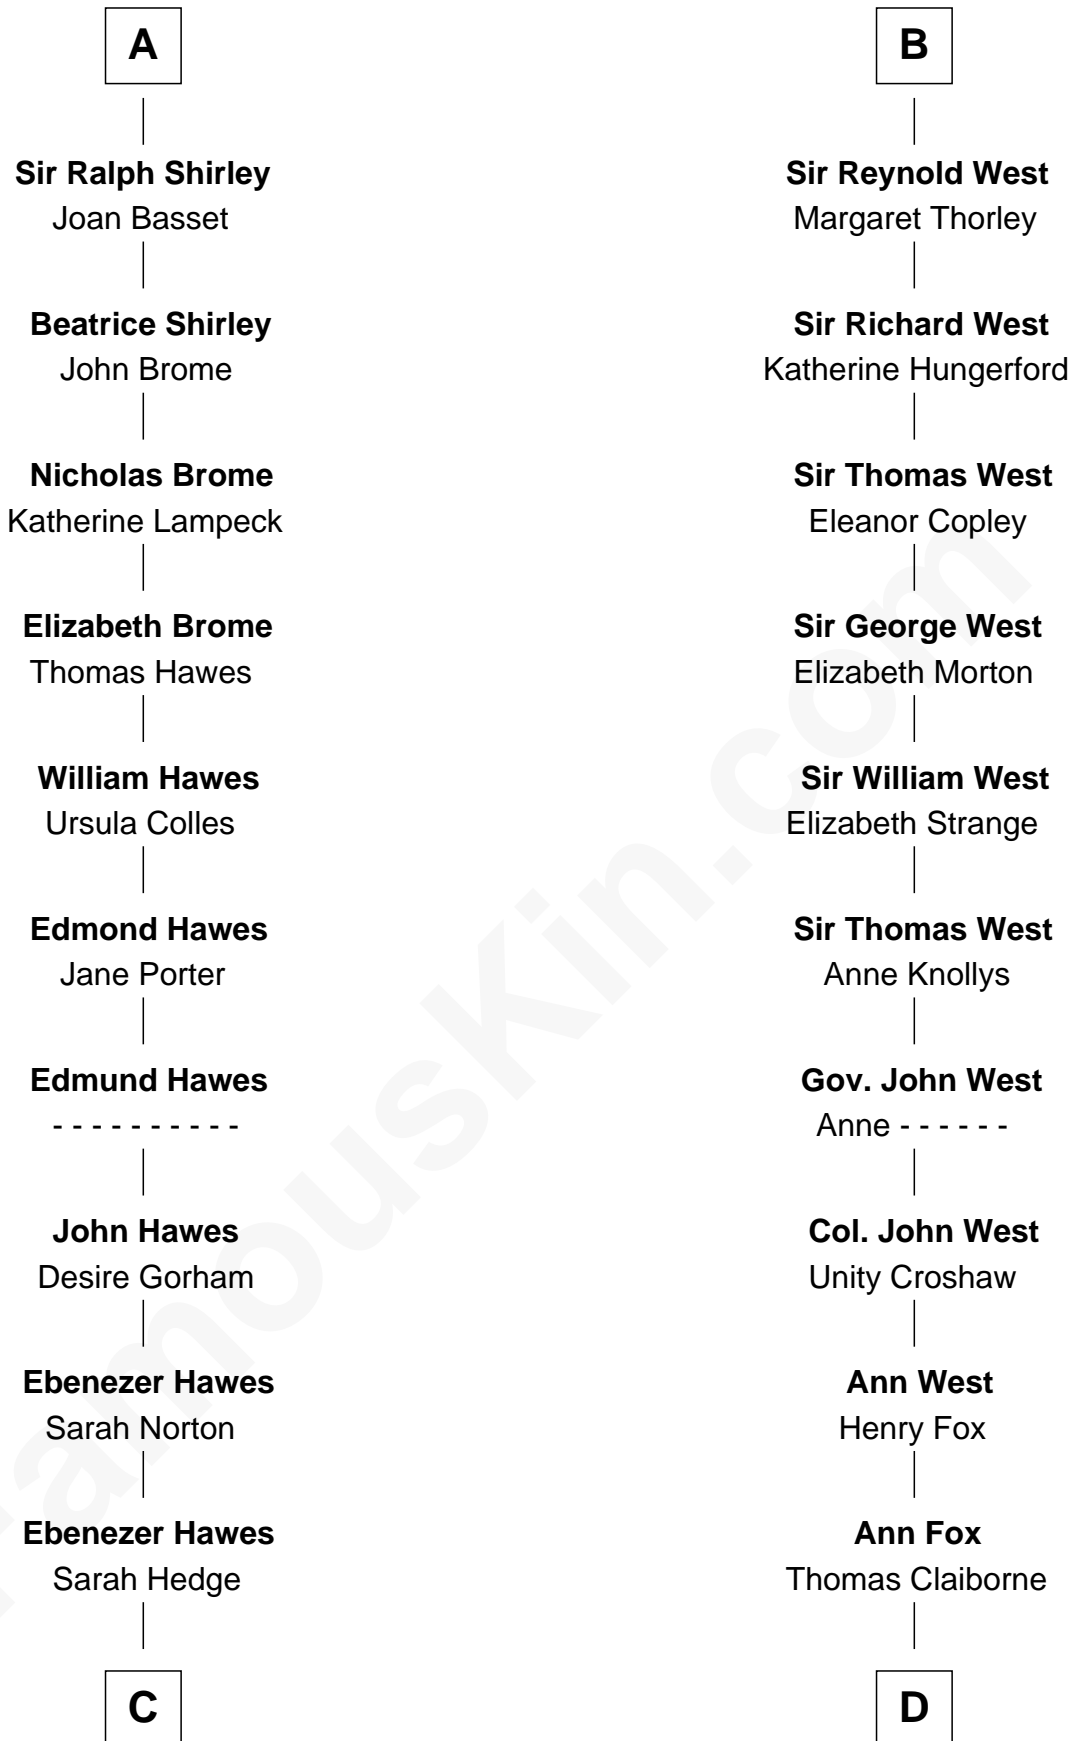 A
Sir Ralph Shirley
Joan Basset
Beatrice Shirley
John Brome
Nicholas Brome
Katherine Lampeck
Elizabeth Brome
Thomas Hawes
William Hawes
Ursula Colles
Edmond Hawes
Jane Porter
Edmund Hawes
- - - - - - - - - -
John Hawes
Desire Gorham
Ebenezer Hawes
Sarah Norton
Ebenezer Hawes
Sarah Hedge
C
B
Sir Reynold West
Margaret Thorley
Sir Richard West
Katherine Hungerford
Sir Thomas West
Eleanor Copley
Sir George West
Elizabeth Morton
Sir William West
Elizabeth Strange
Sir Thomas West
Anne Knollys
Gov. John West
Anne - - - - - -
Col. John West
Unity Croshaw
Ann West
Henry Fox
Ann Fox
Thomas Claiborne
D
FamousKin.com